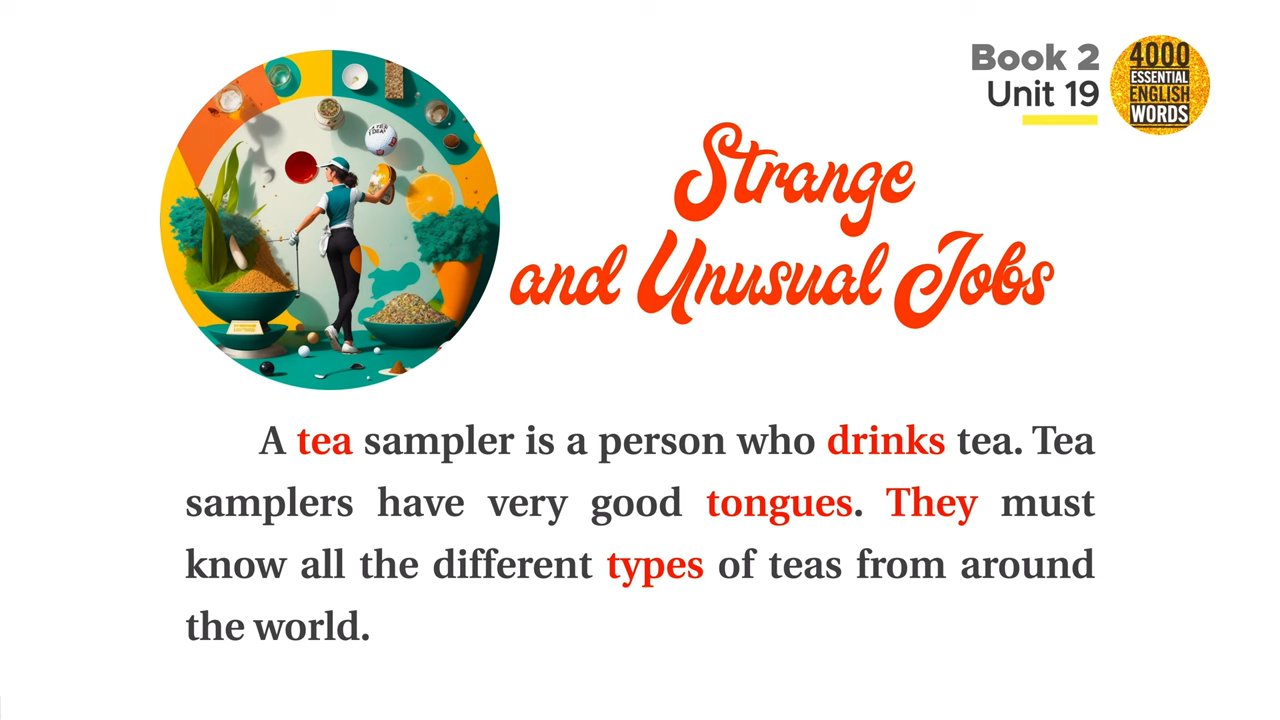 Book 2
Unit 19
4000
ESSENTIAL
ENGLISH
WORDS
Strange
and Unusual Jobs
A tea sampler is a person who drinks tea. Tea
samplers have very good tongues. They must
know all the different types of teas from around
the world.